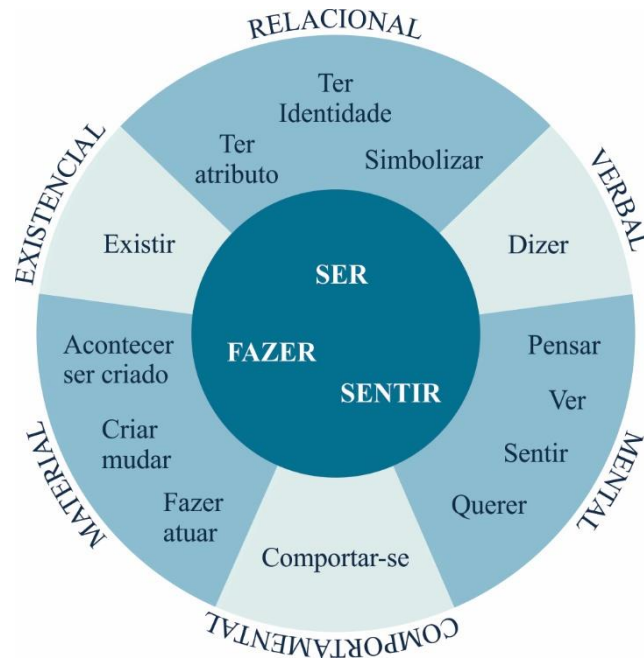 RELACIONAL
Ter
Identidade
Ter
atributo
Simbolizar
EXISTENCIAL
Existir
VERBAL
Dizer
SER
FAZER
SENTIR
Acontecer
ser criado
Criar
mudar
Fazer
atuar
MATERIAL
Pensar
Ver
Sentir
Querer
MENTAL
Comportar-se
COMPORTAMENTAL